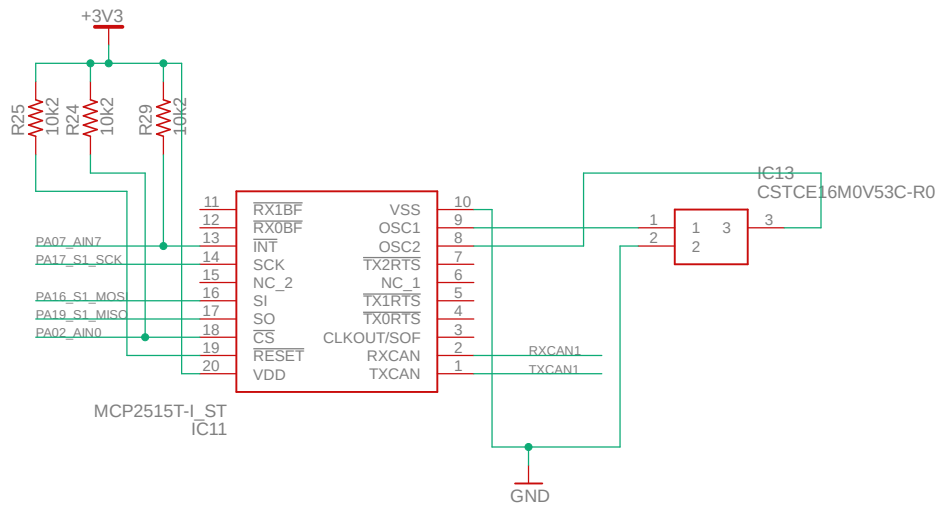 +3V3
R25
10k2
R24
10k2
R29
10k2
IC13
CSTCE16M0V53C-R0
11
RX1BF
VSS
10
12
RX0BF
OSC1
9
1
1
3
3
13
INT
OSC2
8
2
2
PA07_AIN7
14
SCK
TX2RTS
7
PA17_S1_SCK
15
NC_2
NC_1
6
16
SI
TX1RTS
5
PA16_S1_MOSI
17
SO
TX0RTS
4
PA19_S1_MISO
18
CS
CLKOUT/SOF
3
PA02_AIN0
19
RESET
RXCAN
2
RXCAN1
20
VDD
TXCAN
1
TXCAN1
MCP2515T-I_ST
IC11
GND